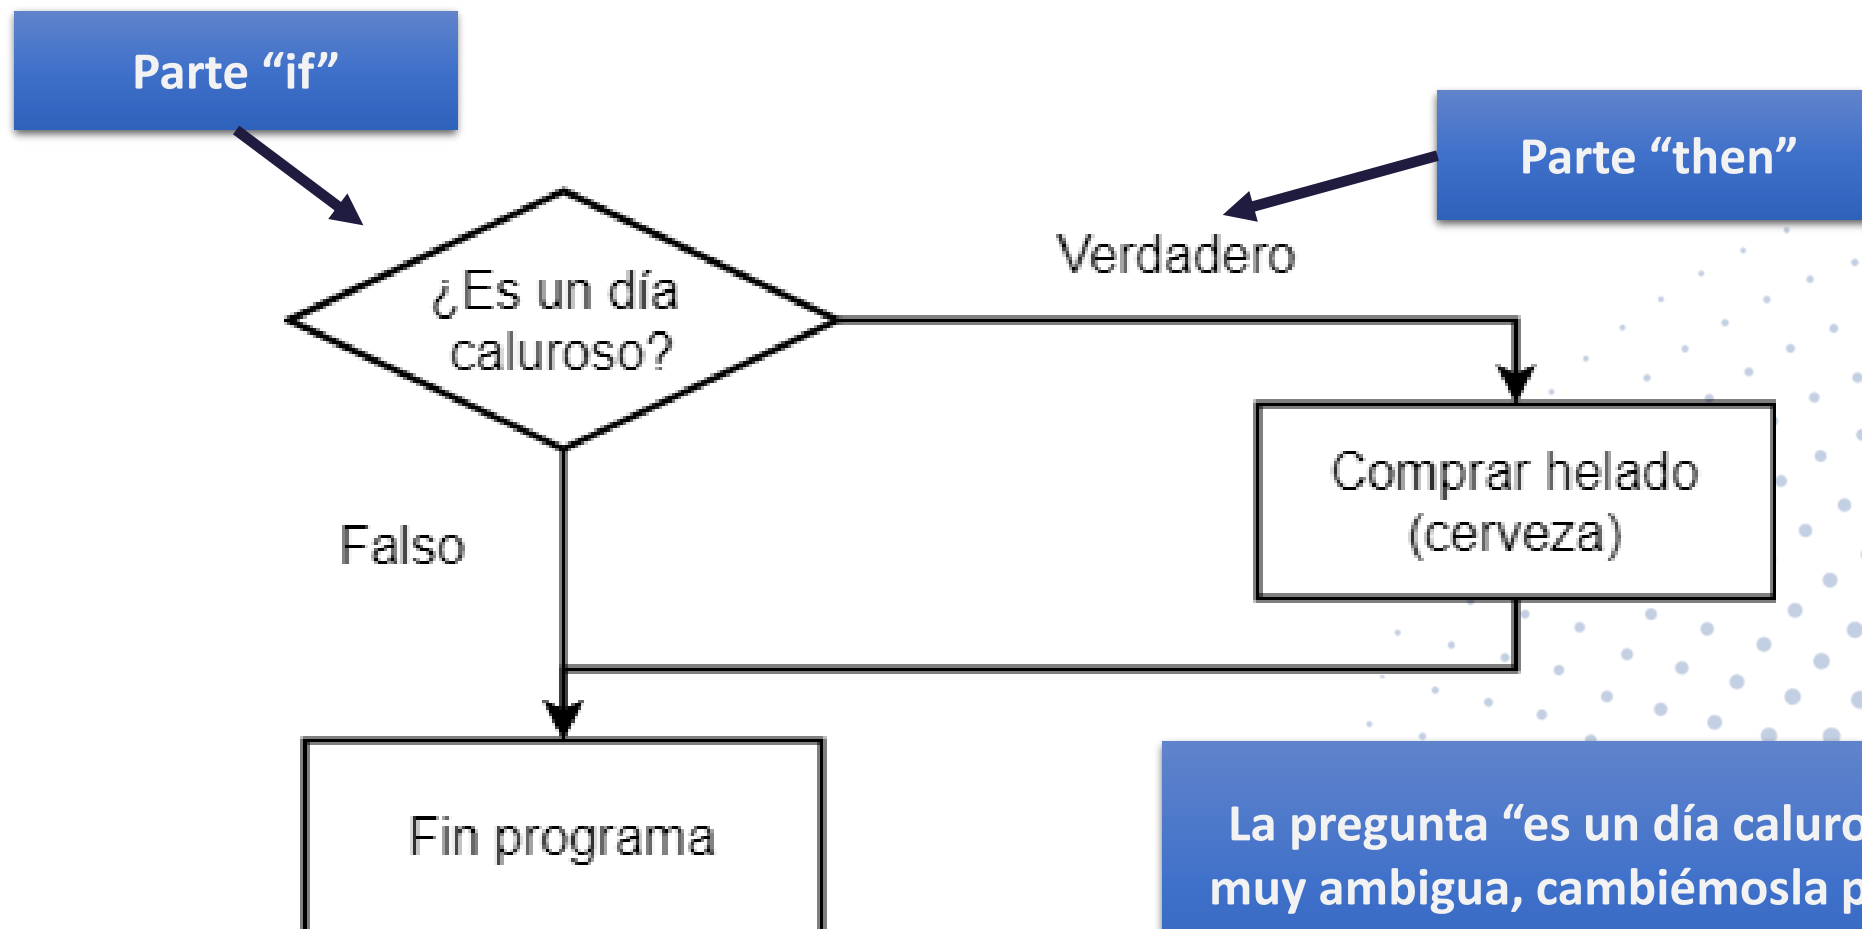 Parte “if”
Parte “then”
Verdadero
¿Es un día
caluroso?
Comprar helado
(cerveza)
Falso
Fin programa
La pregunta “es un día caluro
muy ambigua, cambiémosla p